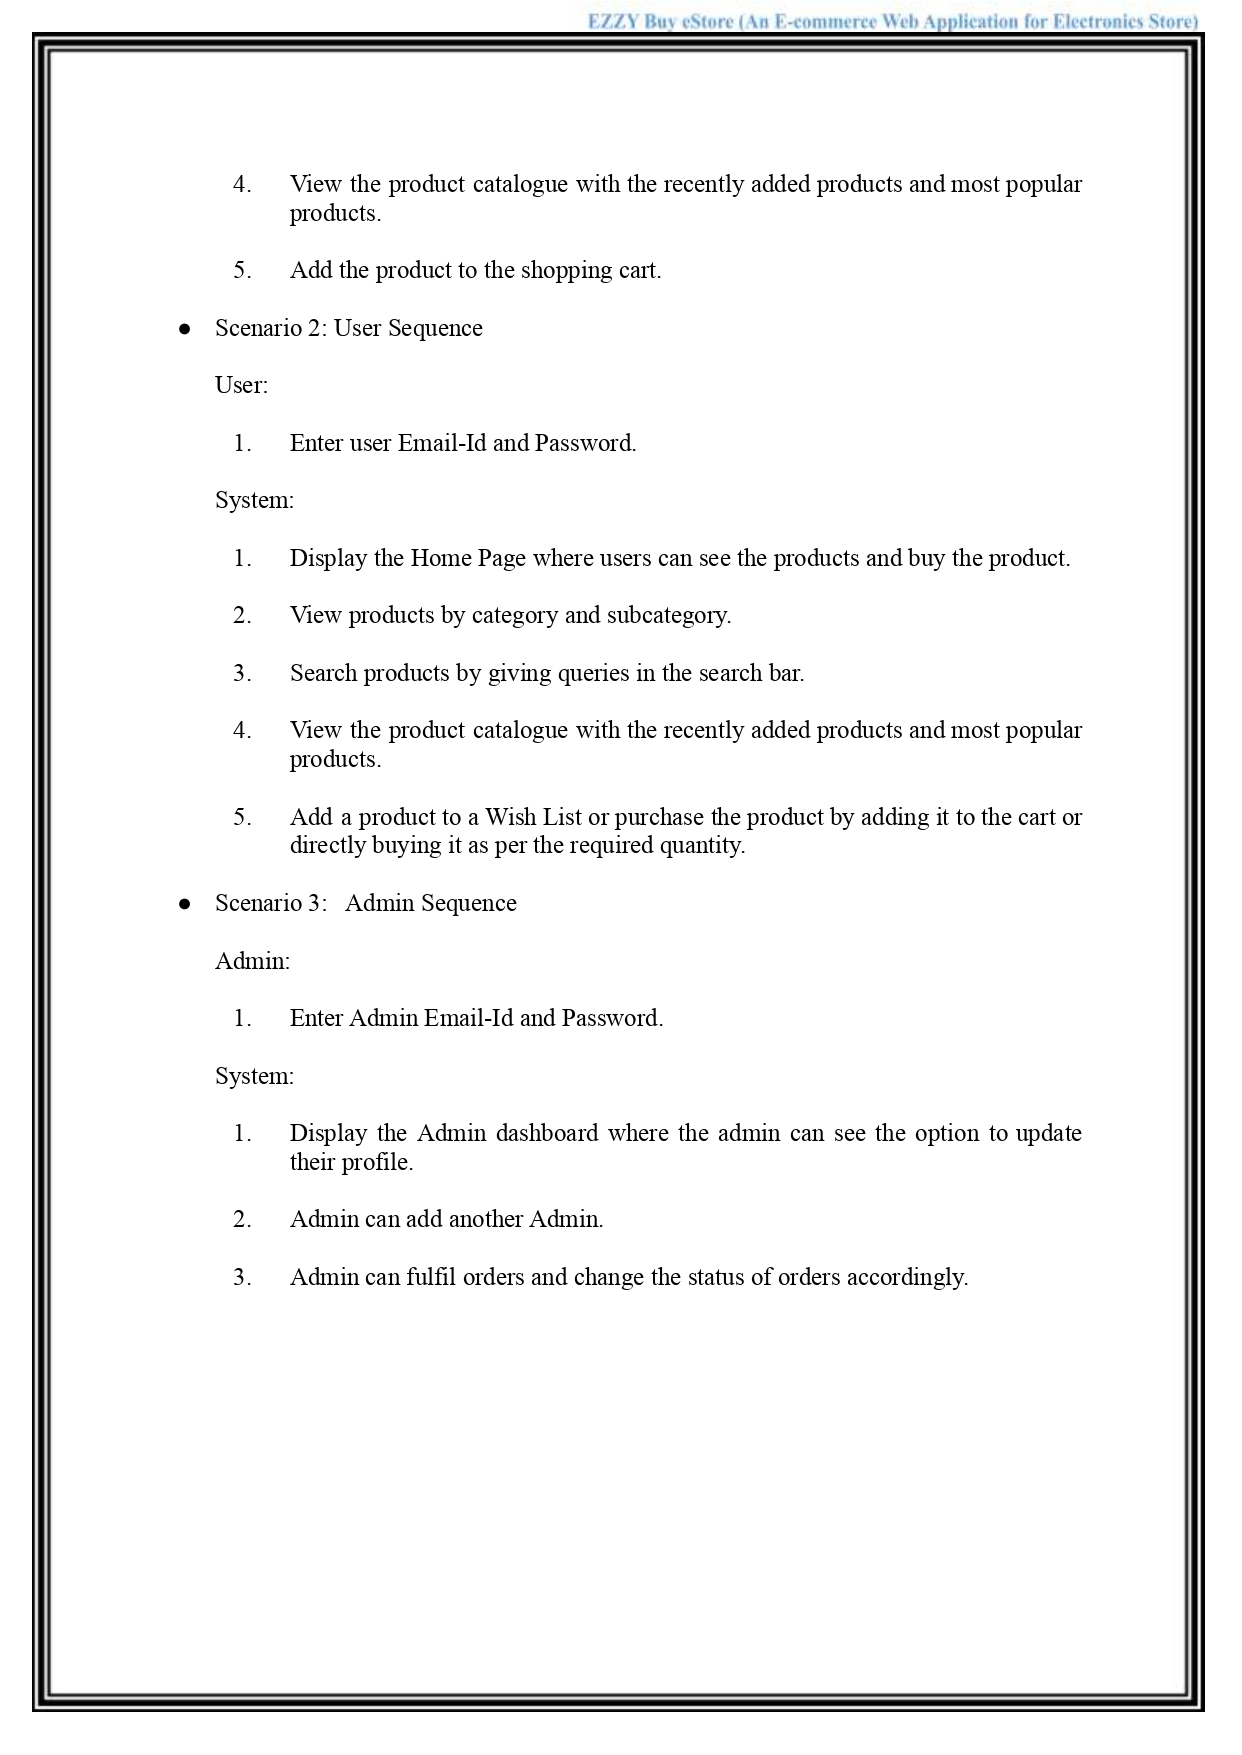 EZZY Buy eStore (An E-commerce Web Application for Electronics Store)
4. View the product catalogue with the recently added products and most popular
products.
5. Add the product to the shopping cart.
● Scenario 2: User Sequence
User:
1. Enter user Email-Id and Password.
System:
1. Display the Home Page where users can see the products and buy the product.
2. View products by category and subcategory.
3. Search products by giving queries in the search bar.
4. View the product catalogue with the recently added products and most popular
products.
5. Add a product to a Wish List or purchase the product by adding it to the cart or
directly buying it as per the required quantity.
● Scenario 3: Admin Sequence
Admin:
1. Enter Admin Email-Id and Password.
System:
1. Display the Admin dashboard where the admin can see the option to update
their profile.
2. Admin can add another Admin.
3. Admin can fulfil orders and change the status of orders accordingly.